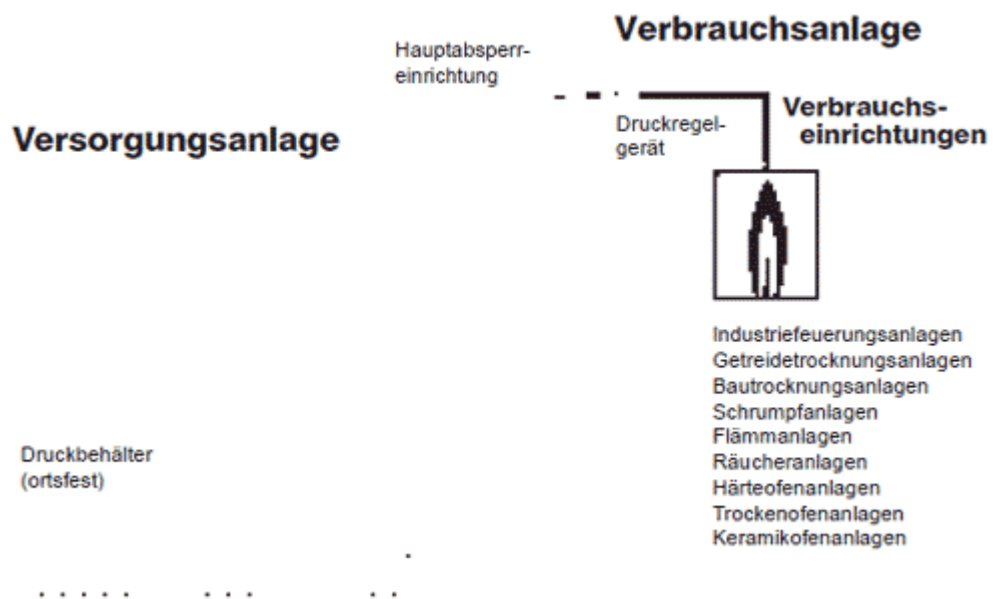 Verbrauchsanlage
Hauptabsperr-
einrichtung
Verbrauchs-
einrichtungen
Druckregel-
gerät
Versorgungsanlage
Industriefeuerungsanlagen
Getreidetrocknungsanlagen
Bautrocknungsanlagen
Schrumpfanlagen
Flämmanlagen
Räucheranlagen
Härteofenanlagen
Trockenofenanlagen
Keramikofenanlagen
Druckbehälter
(ortsfest)